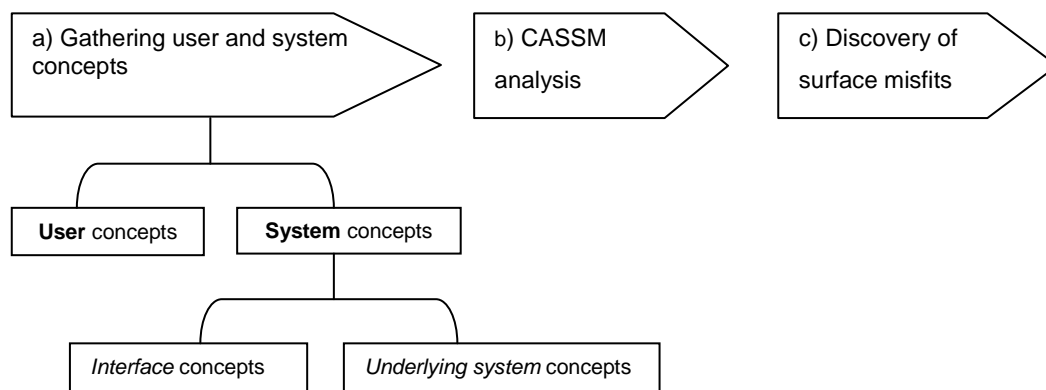 a) Gathering user and system
concepts
b) CASSM
analysis
c) Discovery of
surface misfits
User concepts
System concepts
Interface concepts
Underlying system concepts